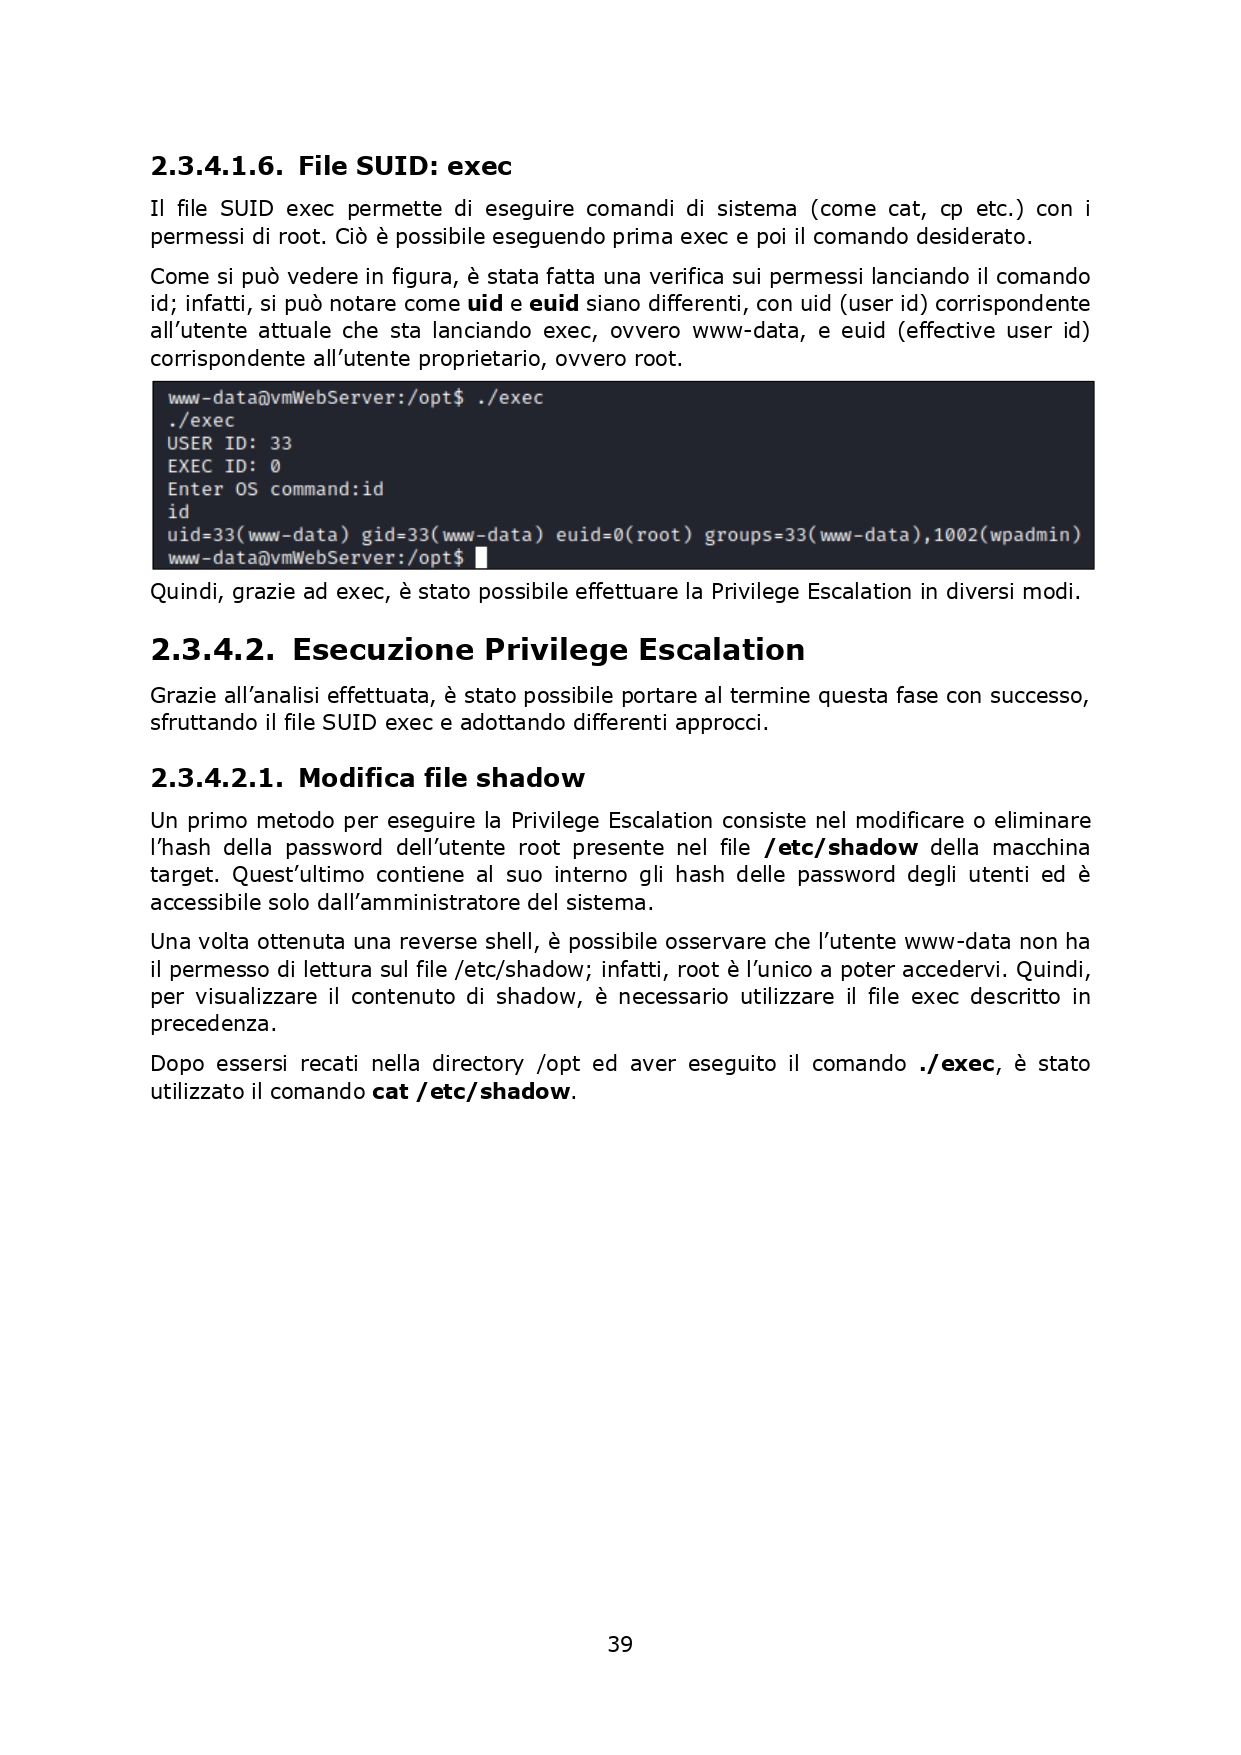 2.3.4.1.6. File SUID: exec
Il file SUID exec permette di eseguire comandi di sistema (come cat, cp etc.) con i
permessi di root. Ciò è possibile eseguendo prima exec e poi il comando desiderato.
Come si può vedere in figura, è stata fatta una verifica sui permessi lanciando il comando
id; infatti, si può notare come uid e euid siano differenti, con uid (user id) corrispondente
all’utente attuale che sta lanciando exec, ovvero www-data, e euid (effective user id)
corrispondente all’utente proprietario, ovvero root.
www-data@vmWebServer:/opt$ ./exec
./exec
USER ID: 33
EXEC ID: 0
Enter OS command:id
id
uid=33(www-data) gid=33(www-data) euid=0(root) groups=33(www-data),1002(wpadmin)
www-data@vmWebServer:/opt$
Quindi, grazie ad exec, è stato possibile effettuare la Privilege Escalation in diversi modi.
2.3.4.2. Esecuzione Privilege Escalation
Grazie all’analisi effettuata, è stato possibile portare al termine questa fase con successo,
sfruttando il file SUID exec e adottando differenti approcci.
2.3.4.2.1. Modifica file shadow
Un primo metodo per eseguire la Privilege Escalation consiste nel modificare o eliminare
l’hash della password dell’utente root presente nel file /etc/shadow della macchina
target. Quest’ultimo contiene al suo interno gli hash delle password degli utenti ed è
accessibile solo dall’amministratore del sistema.
Una volta ottenuta una reverse shell, è possibile osservare che l’utente www-data non ha
il permesso di lettura sul file /etc/shadow; infatti, root è l’unico a poter accedervi. Quindi,
per visualizzare il contenuto di shadow, è necessario utilizzare il file exec descritto in
precedenza.
Dopo essersi recati nella directory /opt ed aver eseguito il comando ./exec, è stato
utilizzato il comando cat /etc/shadow.
39